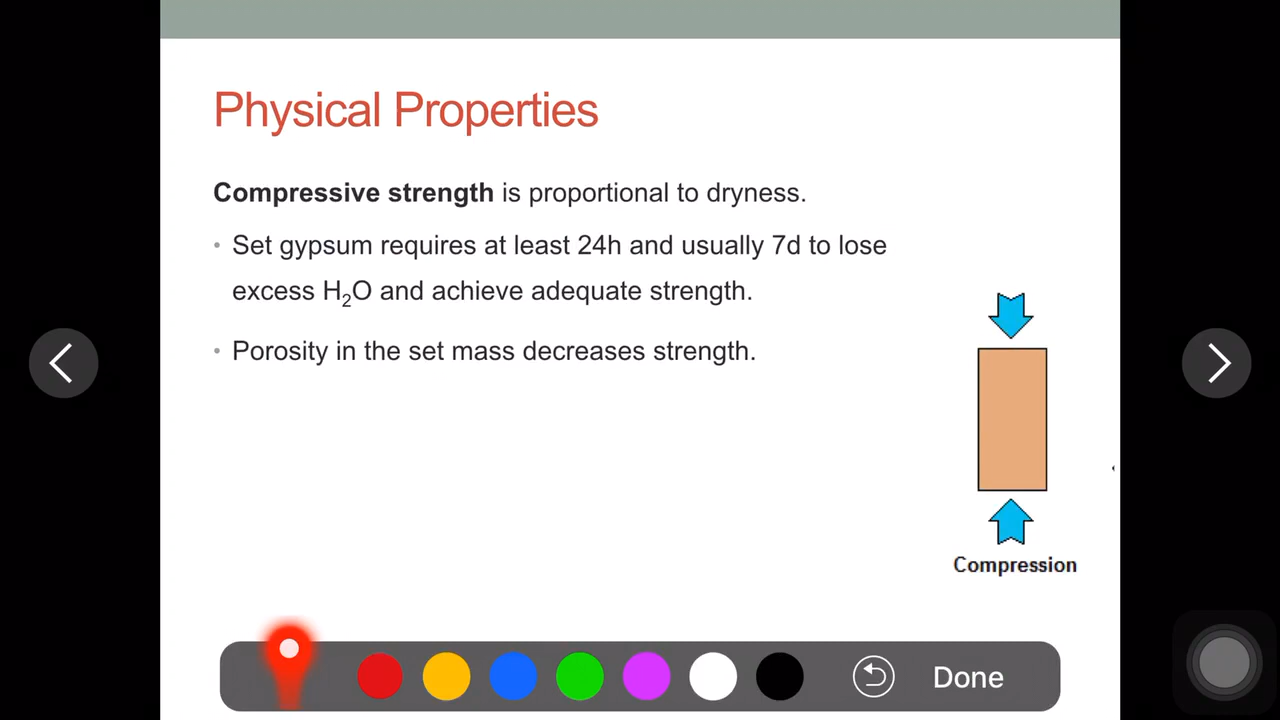 Physical Properties
Compressive strength is proportional to dryness.
• Set gypsum requires at least 24h and usually 7d to lose
excess H₂O and achieve adequate strength.
• Porosity in the set mass decreases strength.
Compression
Done